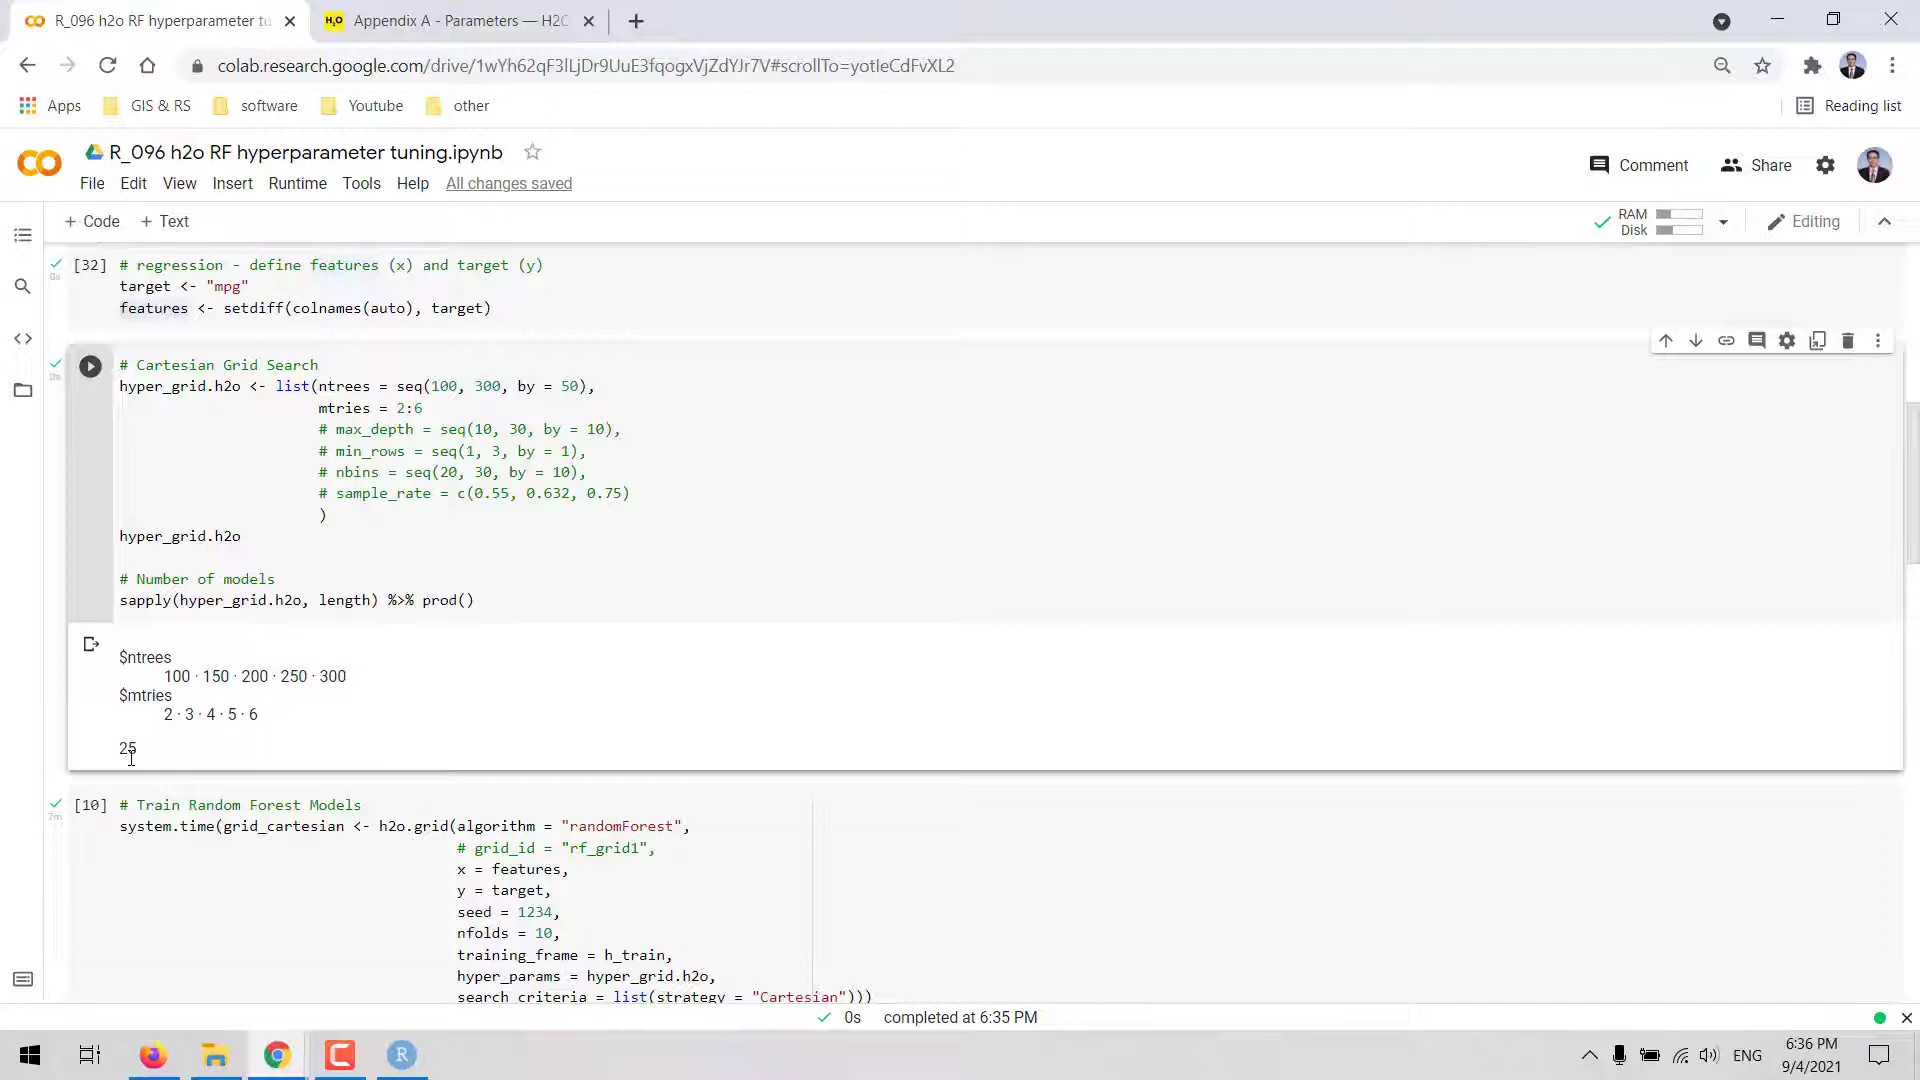 R_096 h2o RF hyperparameter tu
Appendix A - Parameters — H2O
colab.research.google.com/drive/1wYh62qF3lLjDr9UuE3fqogxVjZdYJr7V#scrollTo=yotIeCdFvXL2
Apps
GIS & RS
software
Youtube
other
Reading list
R_096 h2o RF hyperparameter tuning.ipynb
Comment
Share
File
Edit
View
Insert
Runtime
Tools
Help
All changes saved
+ Code
+ Text
RAM
Disk
Editing
[32] # regression - define features (x) and target (y)
target <- "mpg"
features <- setdiff(colnames(auto), target)
0s
# Cartesian Grid Search
hyper_grid.h2o <- list(ntrees = seq(100, 300, by = 50),
mtries = 2:6
# max_depth = seq(10, 30, by = 10),
# min_rows = seq(1, 3, by = 1),
# nbins = seq(20, 30, by = 10),
# sample_rate = c(0.55, 0.632, 0.75)
)
hyper_grid.h2o
# Number of models
sapply(hyper_grid.h2o, length) %>% prod()
0s
$ntrees
100 · 150 · 200 · 250 · 300
$mtries
2 · 3 · 4 · 5 · 6
25
[10] # Train Random Forest Models
7m
system.time(grid_cartesian <- h2o.grid(algorithm = "randomForest",
# grid_id = "rf_grid1",
x = features,
y = target,
seed = 1234,
nfolds = 10,
training_frame = h_train,
hyper_params = hyper_grid.h2o,
search_criteria = list(strategy = "Cartesian")))
0s completed at 6:35 PM
ENG
6:36 PM
9/4/2021